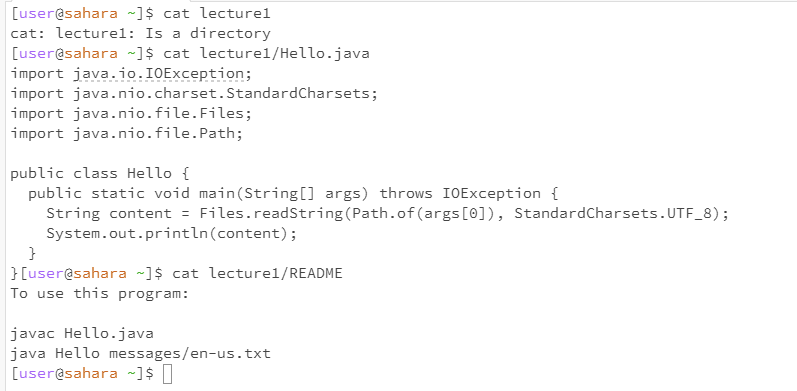 [user@sahara ~]$ cat lecture1
cat: lecture1: Is a directory
[user@sahara ~]$ cat lecture1/Hello.java
import java.io.IOException;
import java.nio.charset.StandardCharsets;
import java.nio.file.Files;
import java.nio.file.Path;

public class Hello {
  public static void main(String[] args) throws IOException {
    String content = Files.readString(Path.of(args[0]), StandardCharsets.UTF_8);
    System.out.println(content);
  }
}[user@sahara ~]$ cat lecture1/README
To use this program:

javac Hello.java
java Hello messages/en-us.txt
[user@sahara ~]$